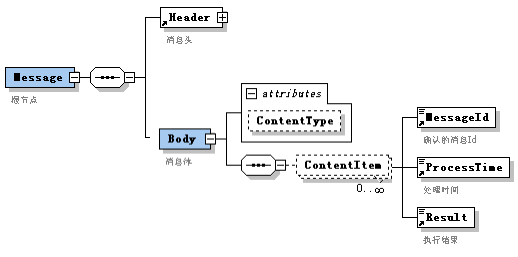 Header
消息头
Message
根节点
attributes
ContentType
Body
消息体
ContentItem
0..∞
MessageId
确认的消息Id
ProcessTime
处理时间
Result
执行结果